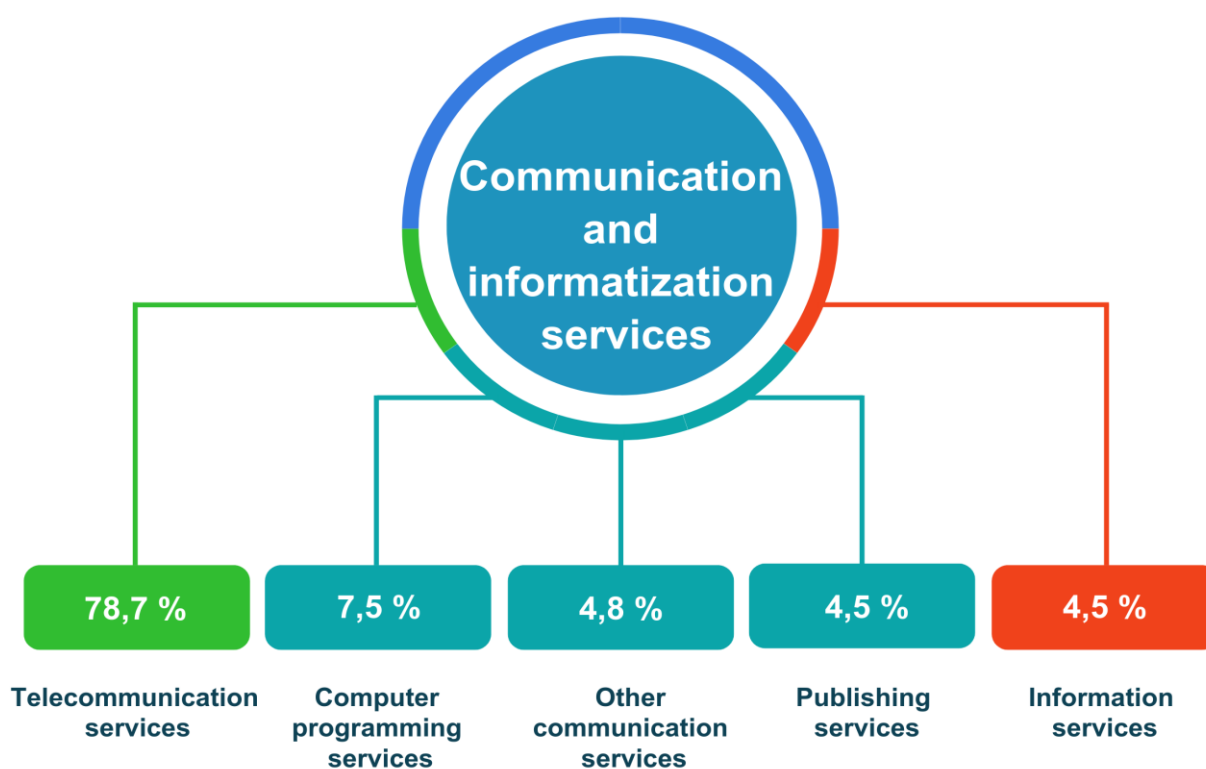 Communication
and
informatization
services
78,7 %
7,5 %
4,8 %
4,5 %
4,5 %
Telecommunication
services
Computer
programming
services
Other
communication
services
Publishing
services
Information
services